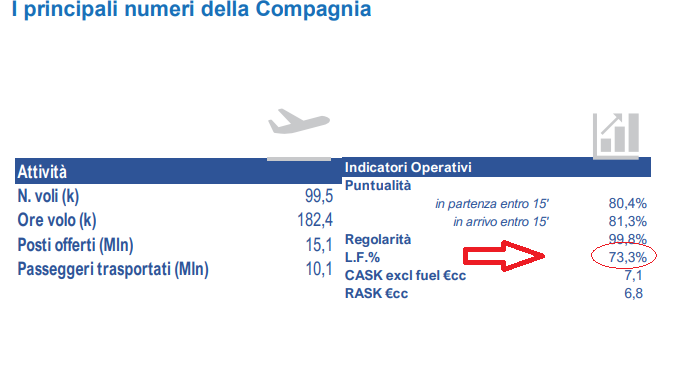 I principali numeri della Compagnia
Attività
N. voli (k) 99,5
Ore volo (k) 182,4
Posti offerti (Mln) 15,1
Passeggeri trasportati (Mln) 10,1
Indicatori Operativi
Puntualità
in partenza entro 15' 80,4%
in arrivo entro 15' 81,3%
Regolarità 99,8%
L.F.% 73,3%
CASK excl fuel €cc 7,1
RASK €cc 6,8